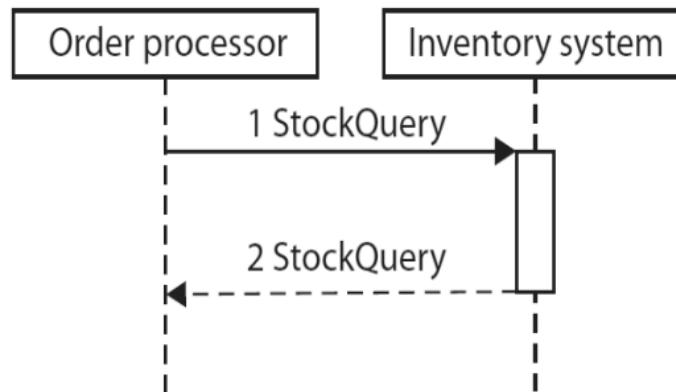 Order processor
Inventory system
1 StockQuery
2 StockQuery